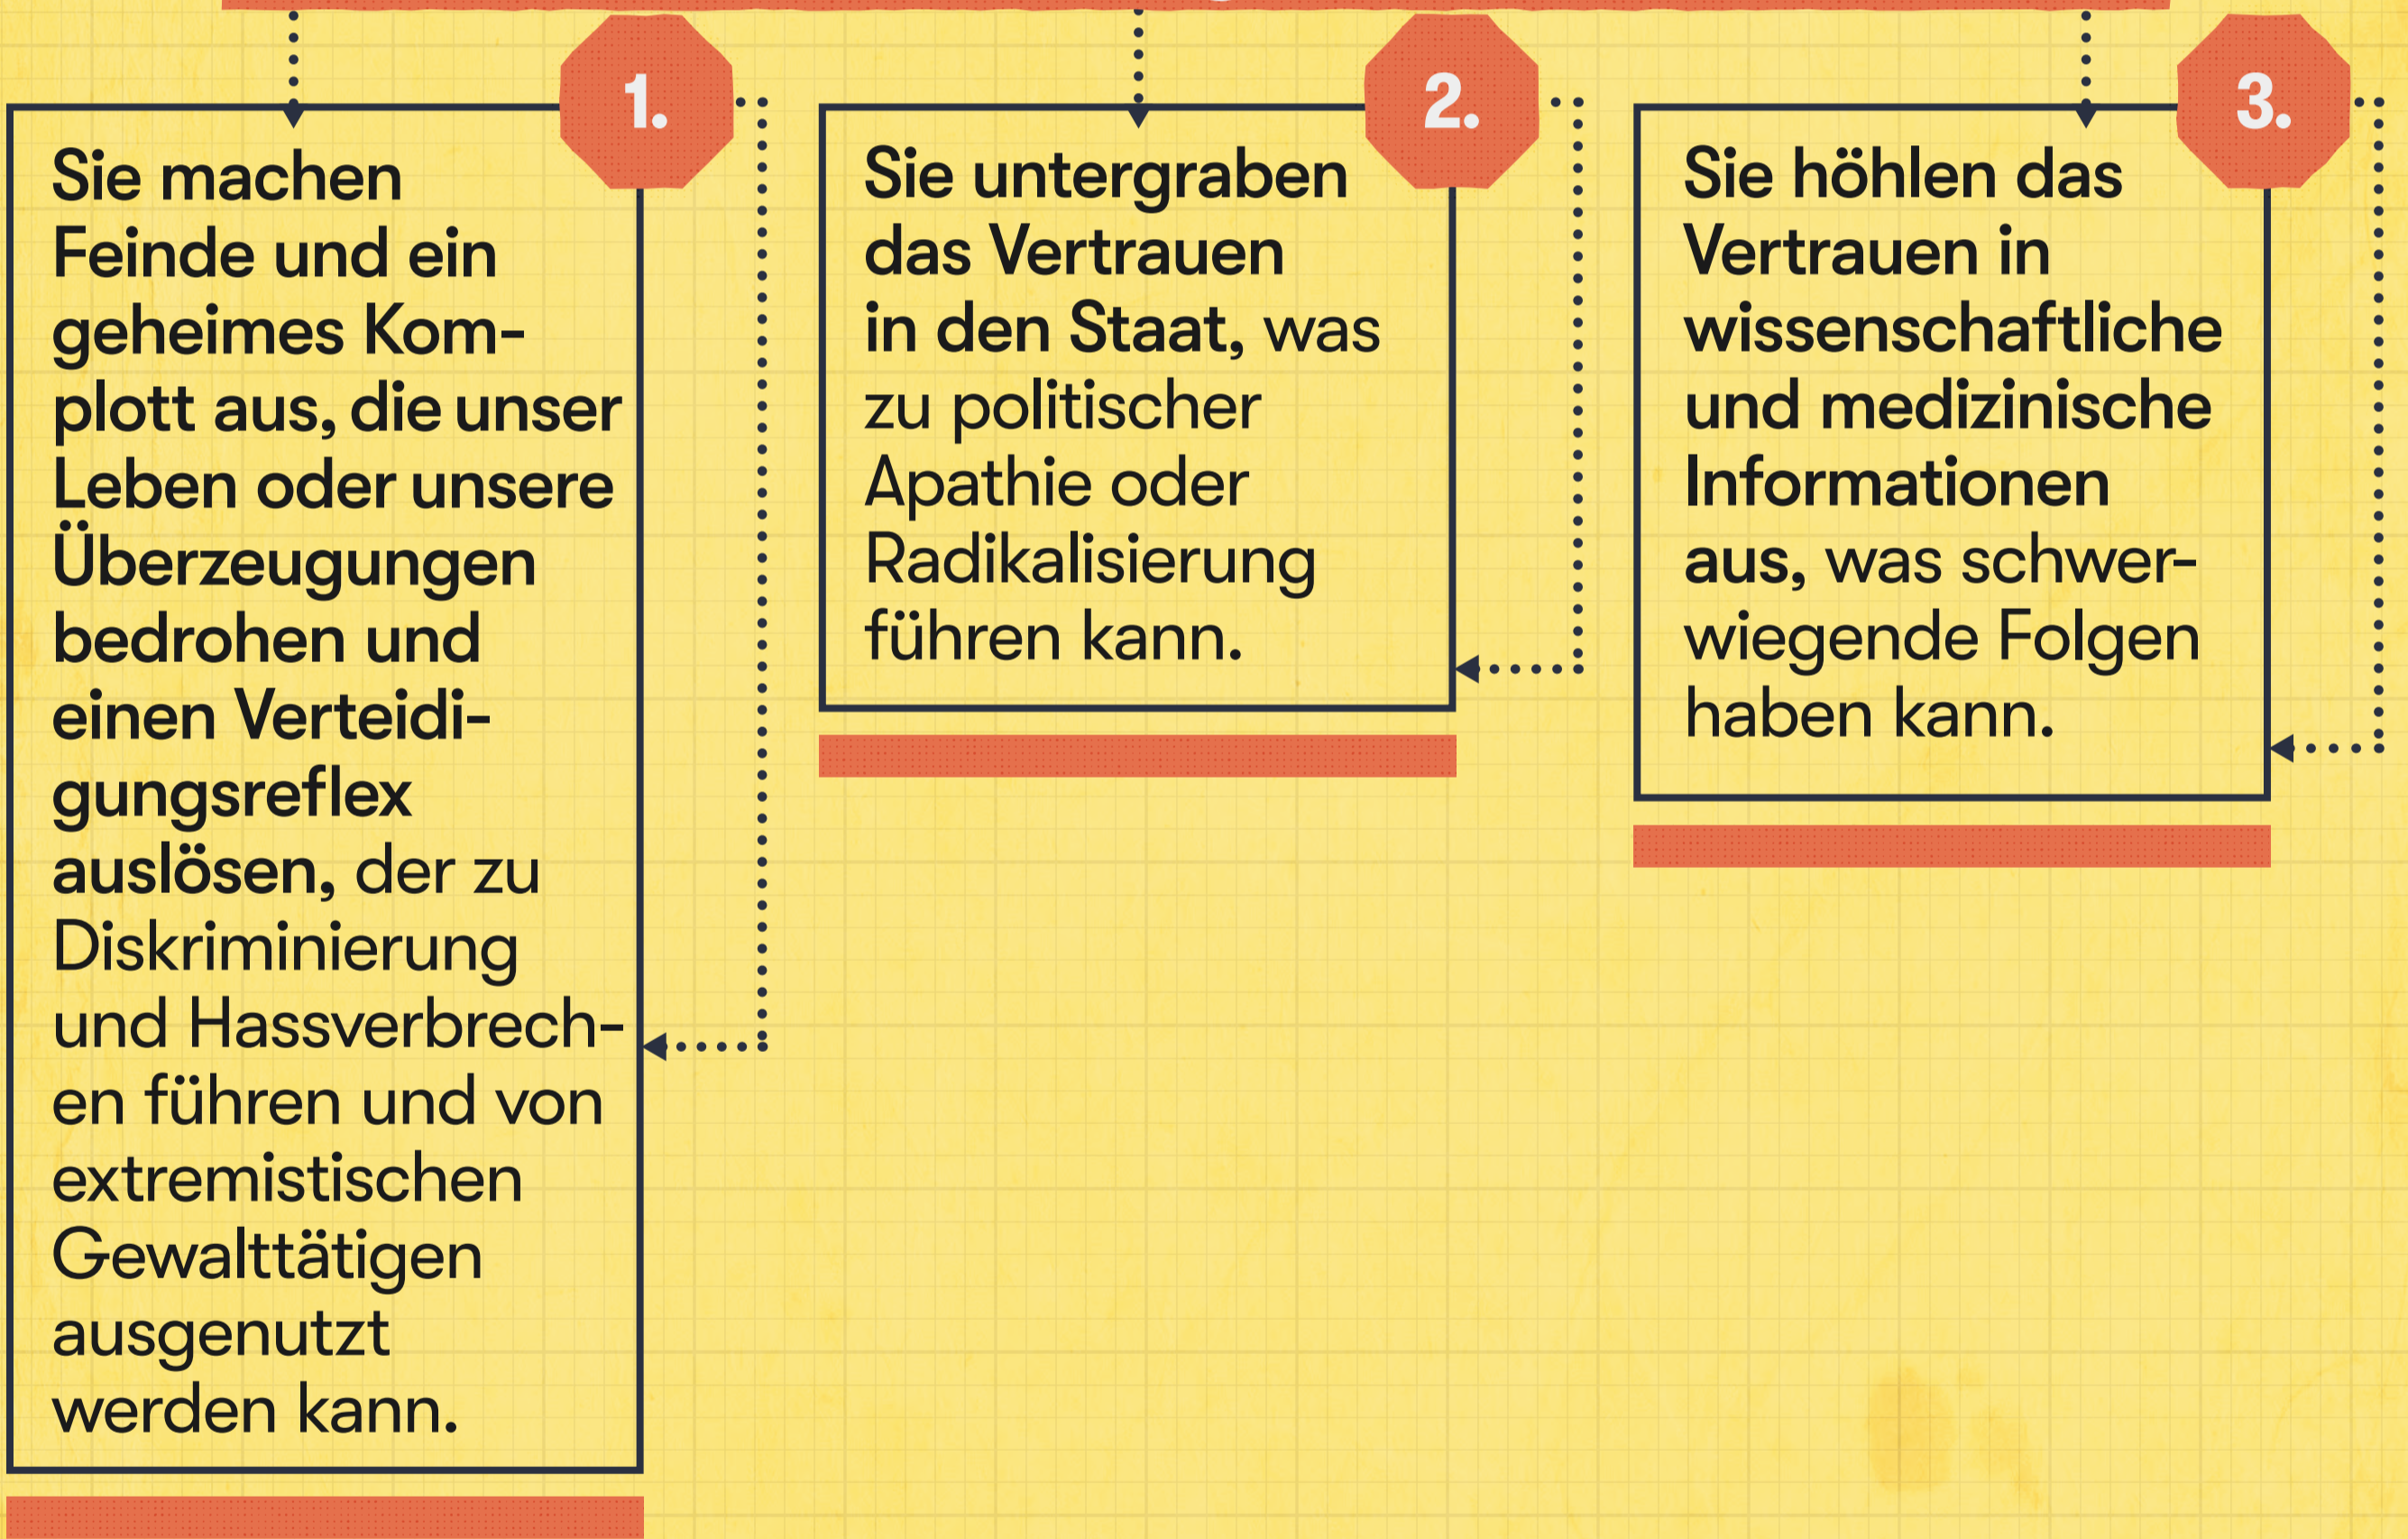 1.
Sie machen
Feinde und ein
geheimes Kom-
plott aus, die unser
Leben oder unsere
Überzeugungen
bedrohen und
einen Verteidi-
gungsreflex
auslösen, der zu
Diskriminierung
und Hassverbrech-
en führen und von
extremistischen
Gewalttätigen
ausgenutzt
werden kann.
2.
Sie untergraben
das Vertrauen
in den Staat, was
zu politischer
Apathie oder
Radikalisierung
führen kann.
3.
Sie höhlen das
Vertrauen in
wissenschaftliche
und medizinische
Informationen
aus, was schwer-
wiegende Folgen
haben kann.